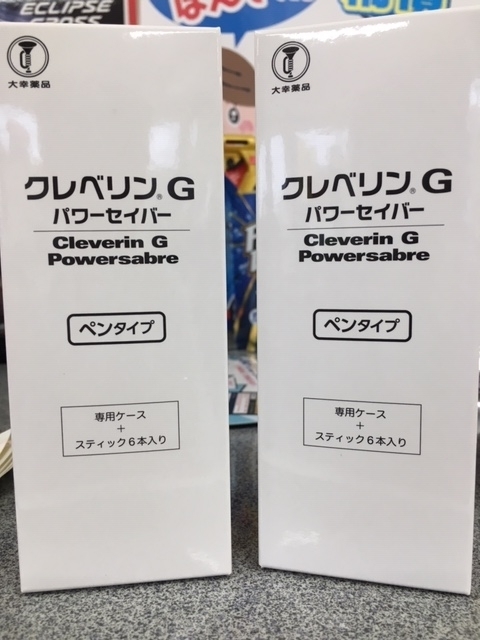 ECLIPSE
CROSS
大幸薬品
クレベリン® G
パワーセイバー
Cleverin G
Powersabre
ペンタイプ
専用ケース
+
スティック6本入り
大幸薬品
クレベリン® G
パワーセイバー
Cleverin G
Powersabre
ペンタイプ
専用ケース
+
スティック6本入り